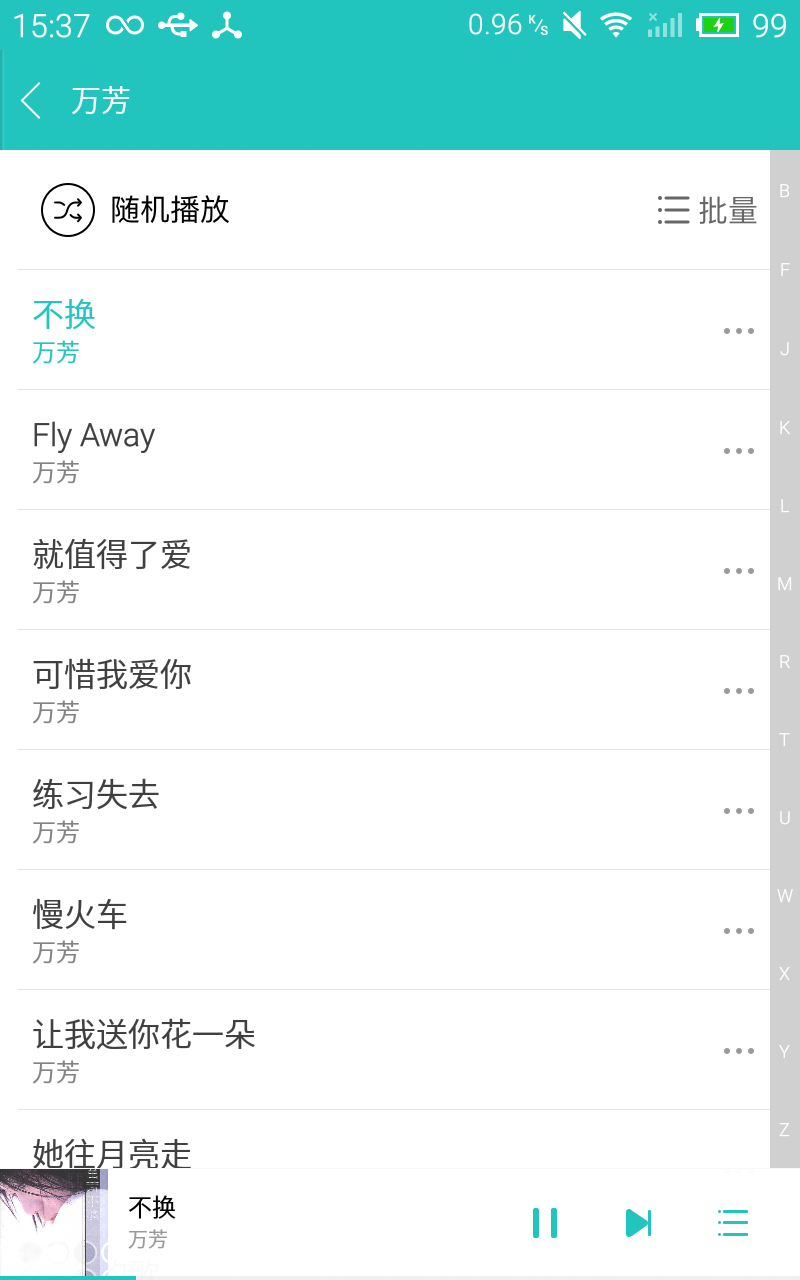 15:37 0.96 K/s 99
万芳
随机播放 批量
不换
万芳
Fly Away
万芳
就值得了爱
万芳
可惜我爱你
万芳
练习失去
万芳
慢火车
万芳
让我送你花一朵
万芳
她往月亮走
B
F
J
K
L
M
R
T
U
W
X
Y
Z
不换
万芳